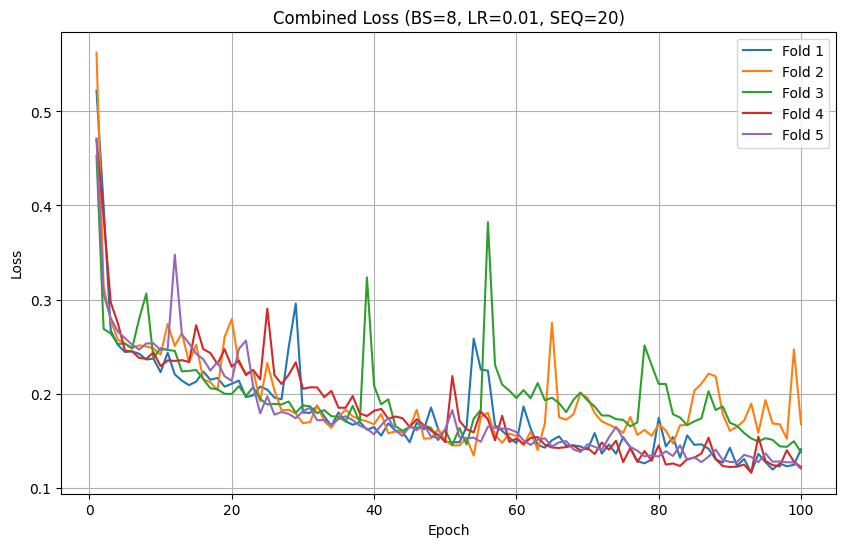 Combined Loss (BS=8, LR=0.01, SEQ=20)
Fold 1
Fold 2
Fold 3
Fold 4
Fold 5
Loss
0.5
0.4
0.3
0.2
0.1
0 20 40 60 80 100
Epoch